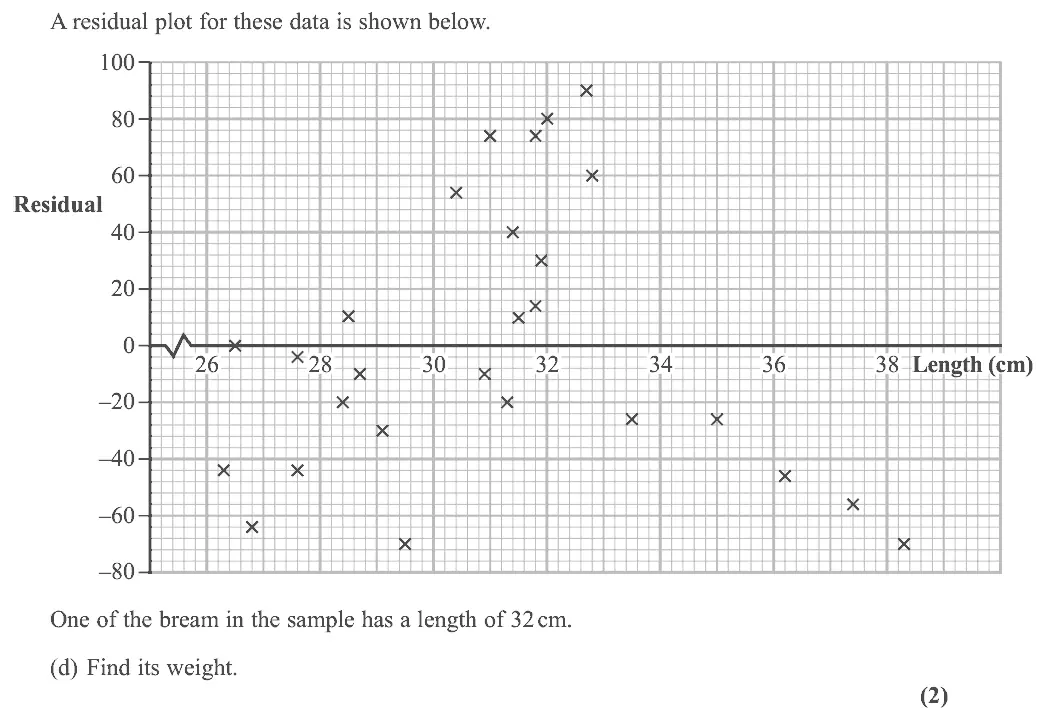 A residual plot for these data is shown below.
100
80
60
Residual
40
20
0
26 28 30 32 34 36 38 Length (cm)
–20
–40
–60
–80
One of the bream in the sample has a length of 32 cm.
(d) Find its weight.
(2)